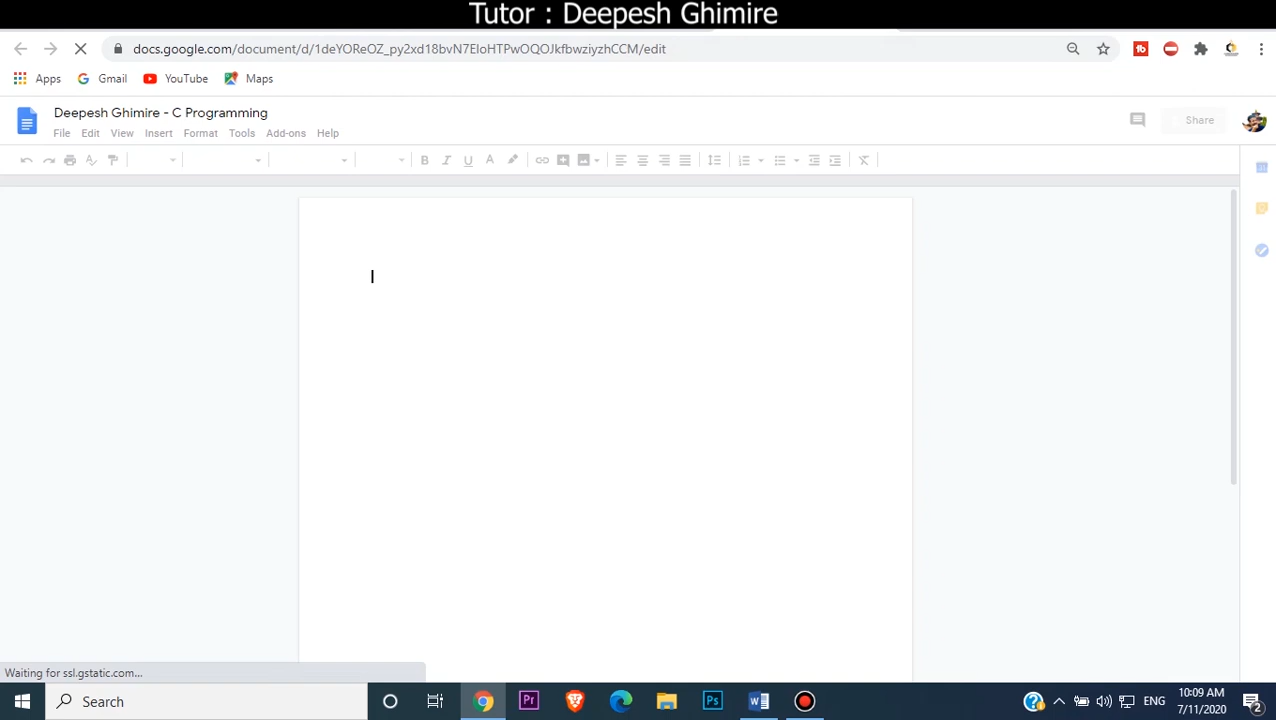 Tutor : Deepesh Ghimire
docs.google.com/document/d/1deYOReOZ_py2xd18bvN7EIoHTPwOQOJkfbwziyzhCCM/edit
Apps Gmail YouTube Maps
Deepesh Ghimire - C Programming
File Edit View Insert Format Tools Add-ons Help
Share
Waiting for ssl.gstatic.com...
Search
ENG
10:09 AM
7/11/2020
2